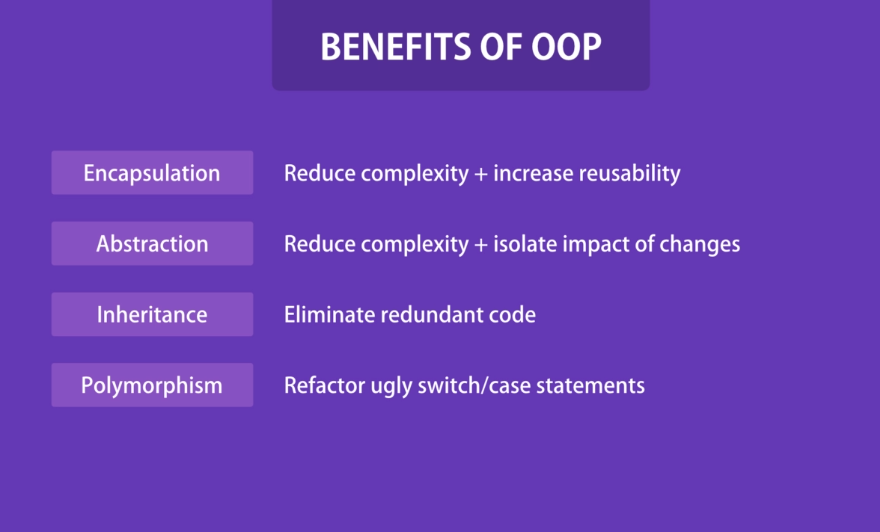 BENEFITS OF OOP
Encapsulation Reduce complexity + increase reusability
Abstraction Reduce complexity + isolate impact of changes
Inheritance Eliminate redundant code
Polymorphism Refactor ugly switch/case statements